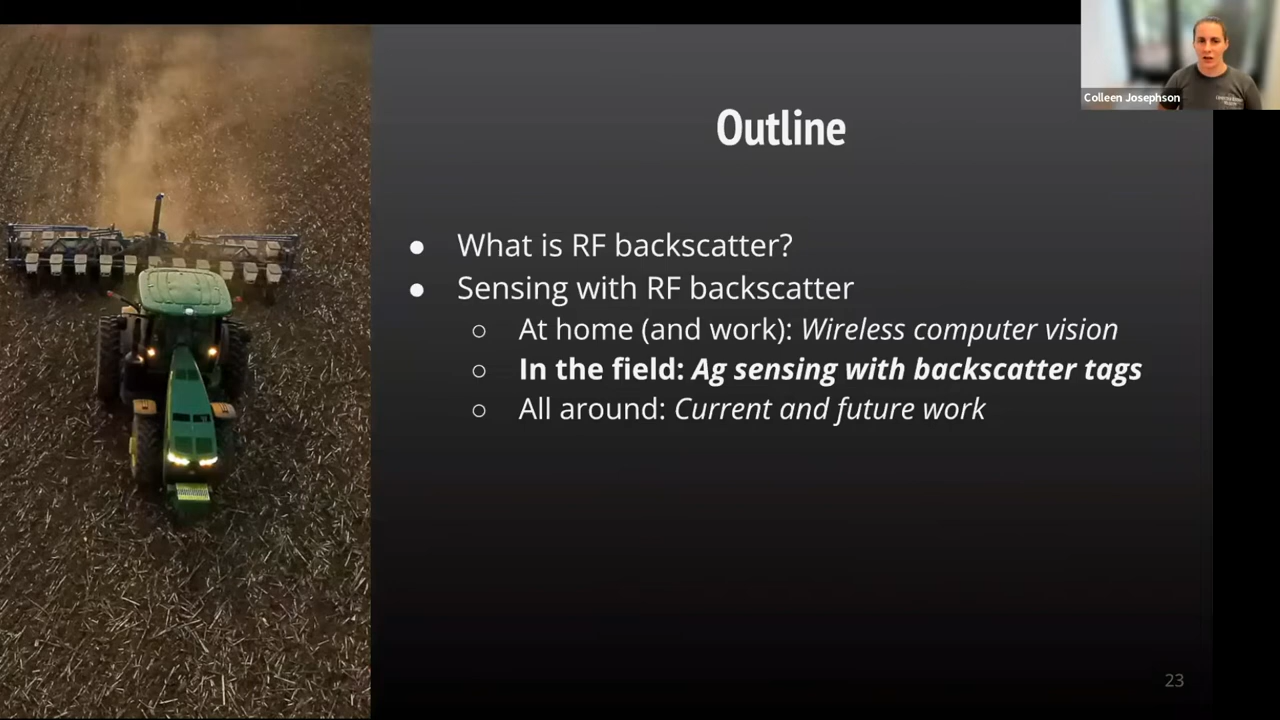 Colleen Josephson
Outline
● What is RF backscatter?
● Sensing with RF backscatter
○ At home (and work): Wireless computer vision
○ In the field: Ag sensing with backscatter tags
○ All around: Current and future work
23